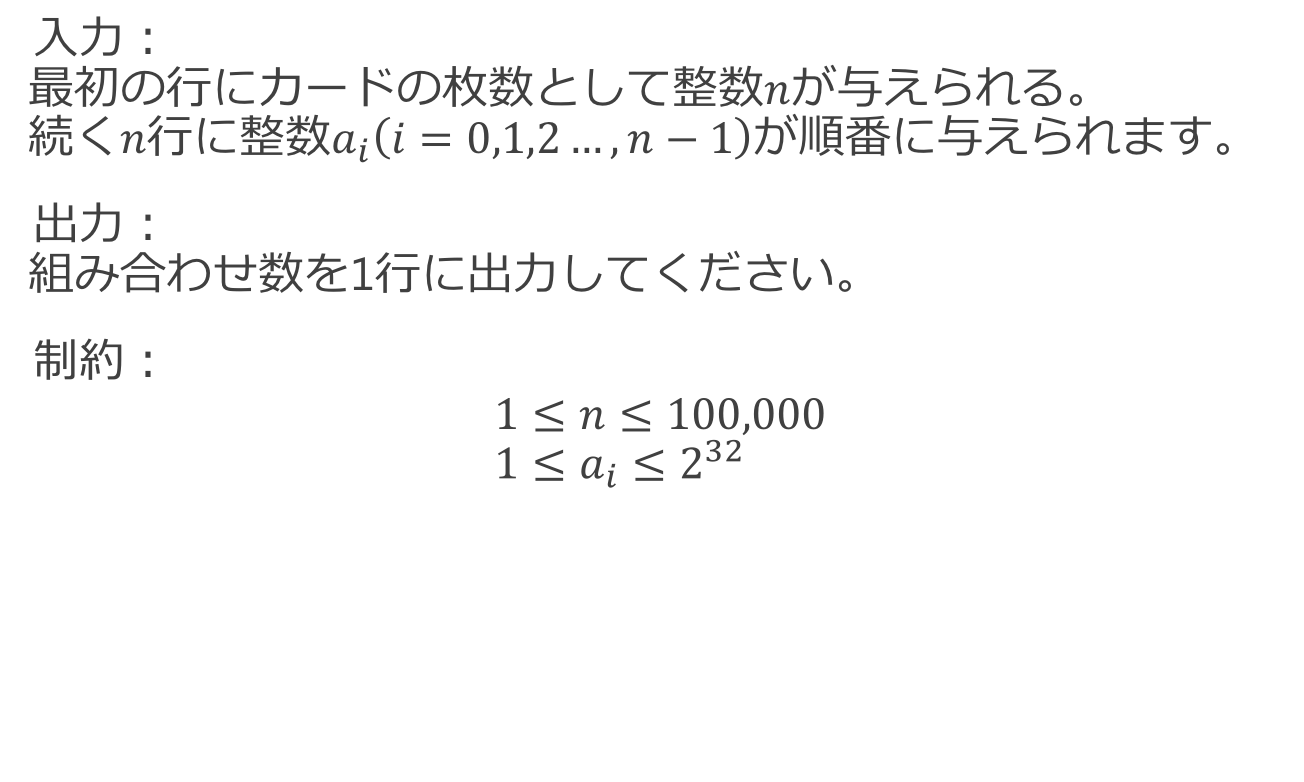 入力：
最初の行にカードの枚数として整数nが与えられる。
続くn行に整数aᵢ(i = 0,1,2 …, n − 1)が順番に与えられます。
出力：
組み合わせ数を1行に出力してください。
制約：
1 ≤ n ≤ 100,000
1 ≤ aᵢ ≤ 2³²